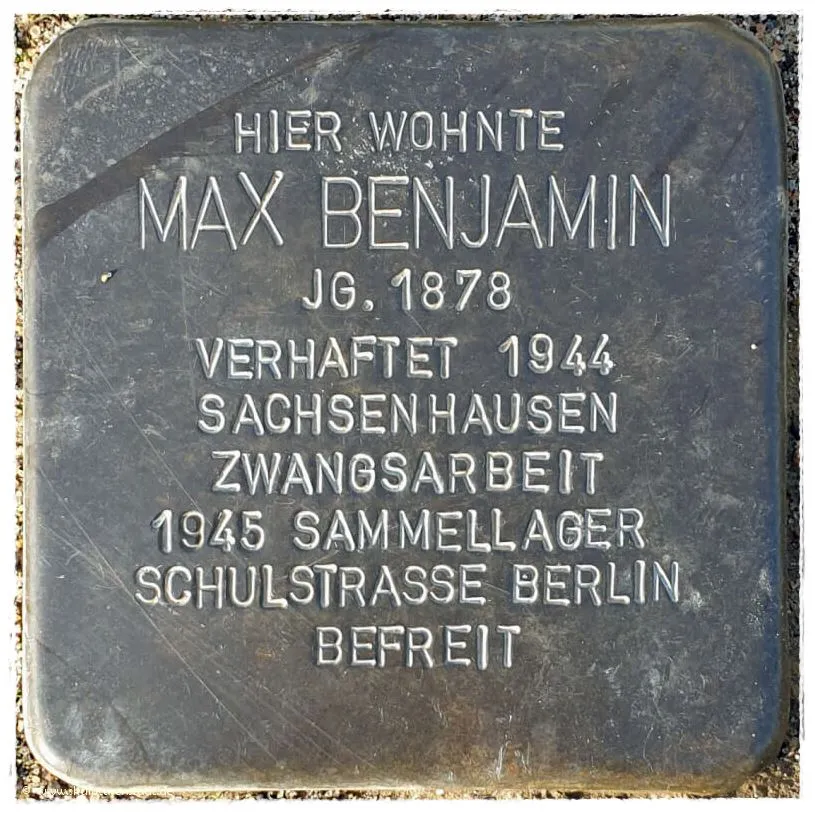 HIER WOHNTE
MAX BENJAMIN
JG. 1878
VERHAFTET 1944
SACHSENHAUSEN
ZWANGSARBEIT
1945 SAMMELLAGER
SCHULSTRASSE BERLIN
BEFREIT